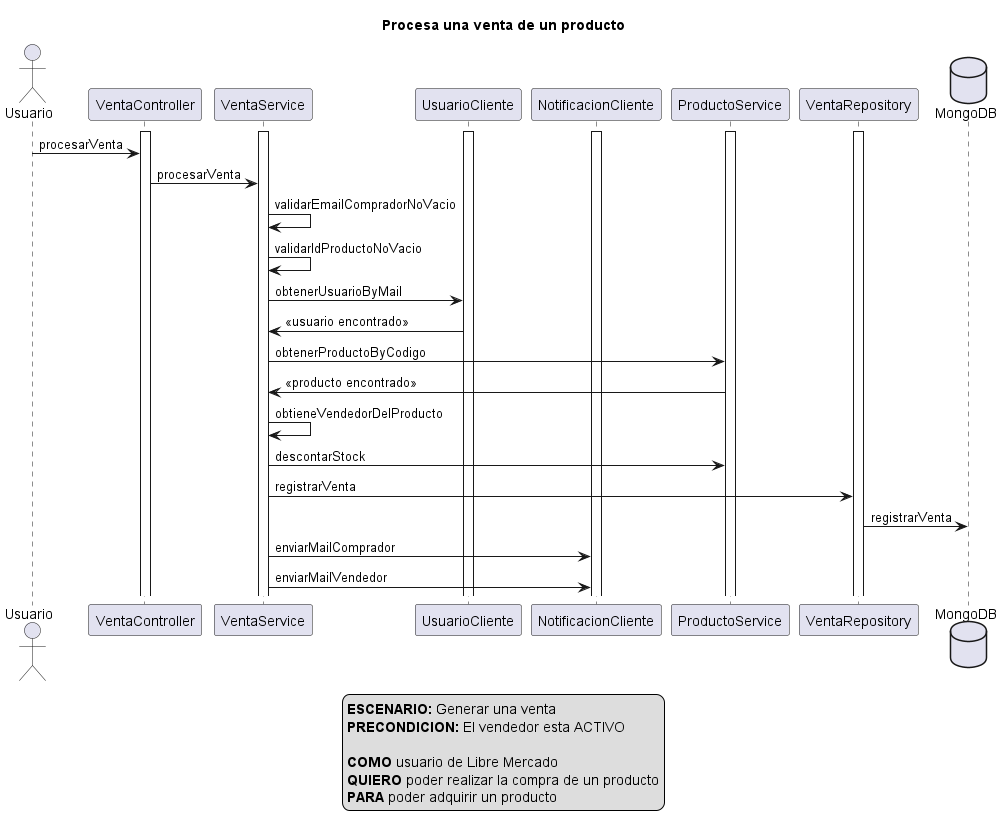 Procesa una venta de un producto
Usuario
VentaController
VentaService
UsuarioCliente
NotificacionCliente
ProductoService
VentaRepository
MongoDB
procesarVenta
procesarVenta
validarEmailCompradorNoVacio
validarIdProductoNoVacio
obtenerUsuarioByMail
«usuario encontrado»
obtenerProductoByCodigo
«producto encontrado»
obtieneVendedorDelProducto
descontarStock
registrarVenta
registrarVenta
enviarMailComprador
enviarMailVendedor
Usuario
VentaController
VentaService
UsuarioCliente
NotificacionCliente
ProductoService
VentaRepository
MongoDB
ESCENARIO: Generar una venta
PRECONDICION: El vendedor esta ACTIVO
COMO usuario de Libre Mercado
QUIERO poder realizar la compra de un producto
PARA poder adquirir un producto